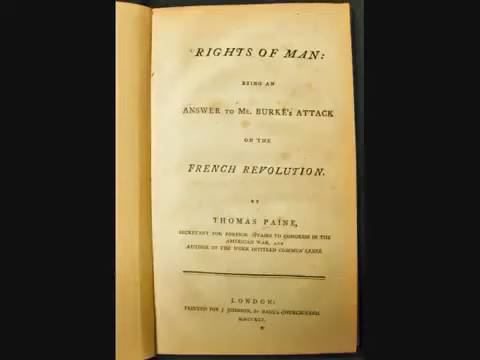 RIGHTS OF MAN:
BEING AN
ANSWER TO MR. BURKE'S ATTACK
ON THE
FRENCH REVOLUTION.
BY
THOMAS PAINE,
SECRETARY FOR FOREIGN AFFAIRS TO CONGRESS IN THE
AMERICAN WAR, AND
AUTHOR OF THE WORK INTITLED COMMON SENSE.
LONDON:
PRINTED FOR J. JOHNSON, ST PAUL'S CHURCH-YARD.
MDCCXCI.